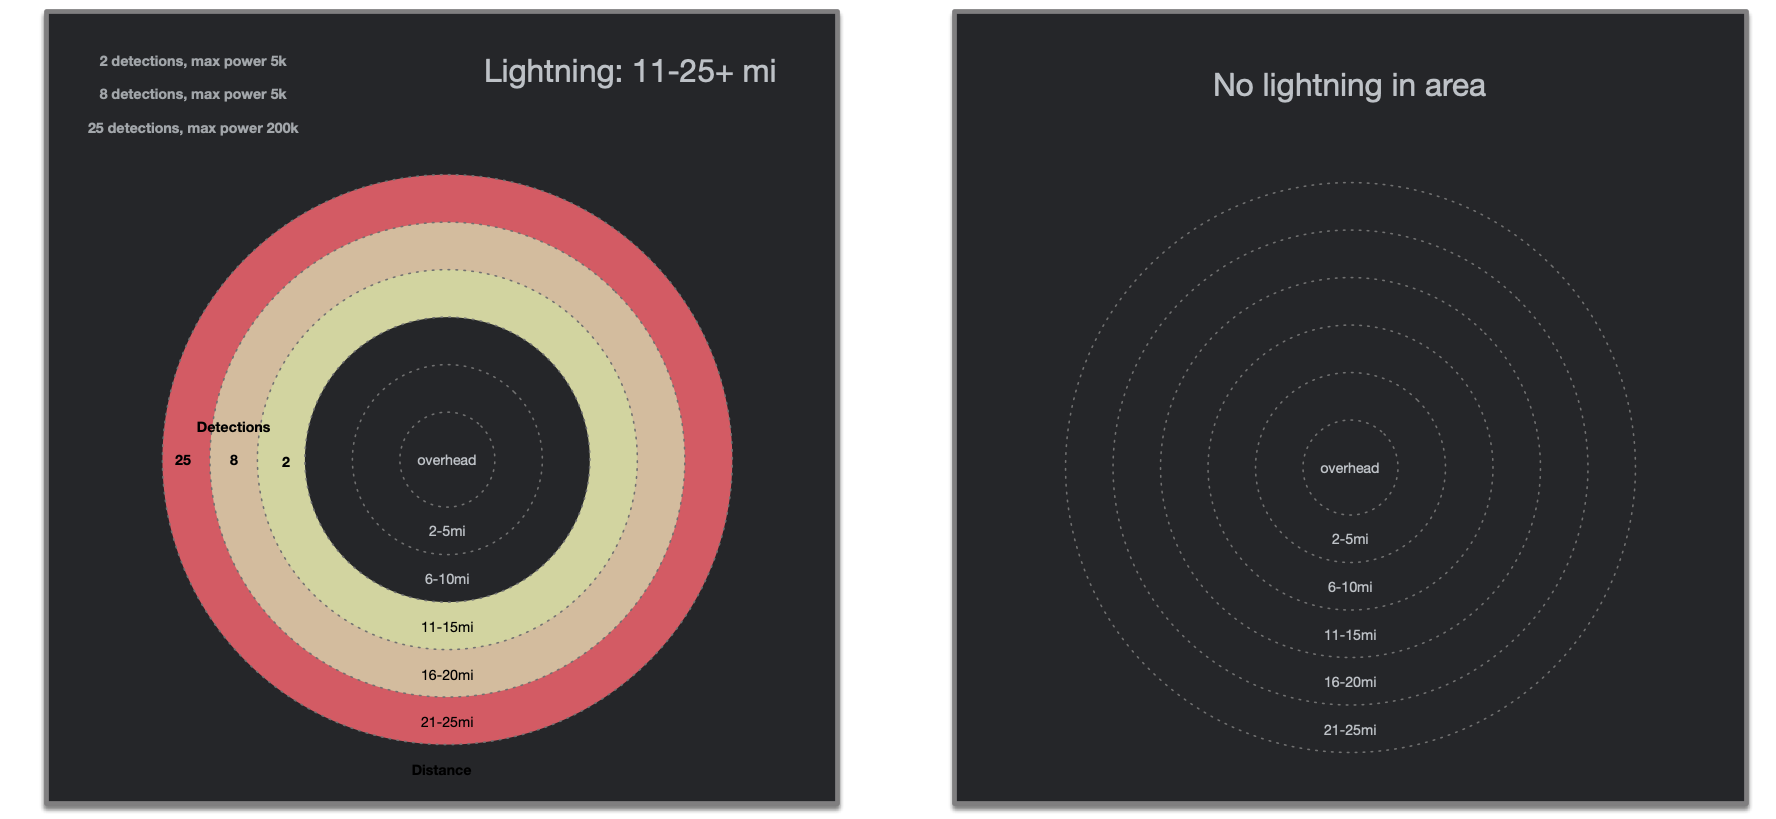 2 detections, max power 5k
8 detections, max power 5k
25 detections, max power 200k
Lightning: 11-25+ mi
Detections
25 8 2
overhead
2-5mi
6-10mi
11-15mi
16-20mi
21-25mi
Distance
No lightning in area
overhead
2-5mi
6-10mi
11-15mi
16-20mi
21-25mi